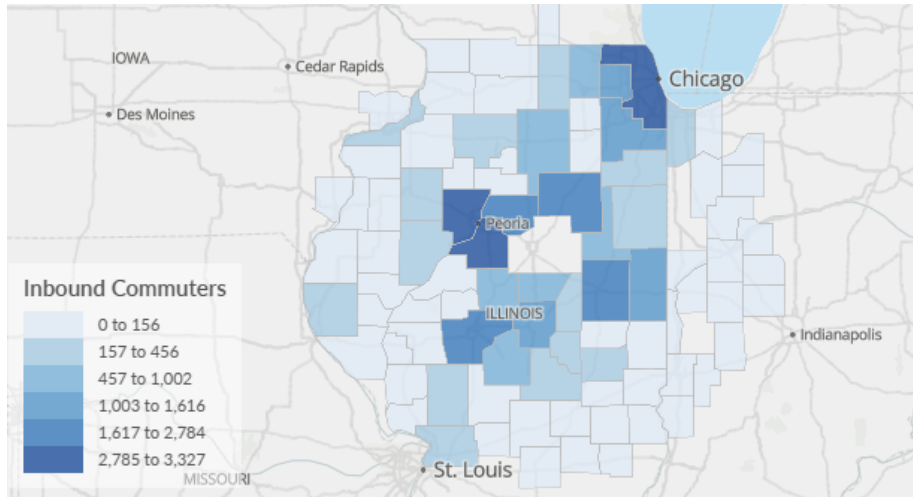 IOWA
Cedar Rapids
Chicago
Des Moines
Peoria
Inbound Commuters
0 to 156
157 to 456
457 to 1,002
1,003 to 1,616
1,617 to 2,784
2,785 to 3,327
ILLINOIS
Indianapolis
St. Louis
MISSOURI